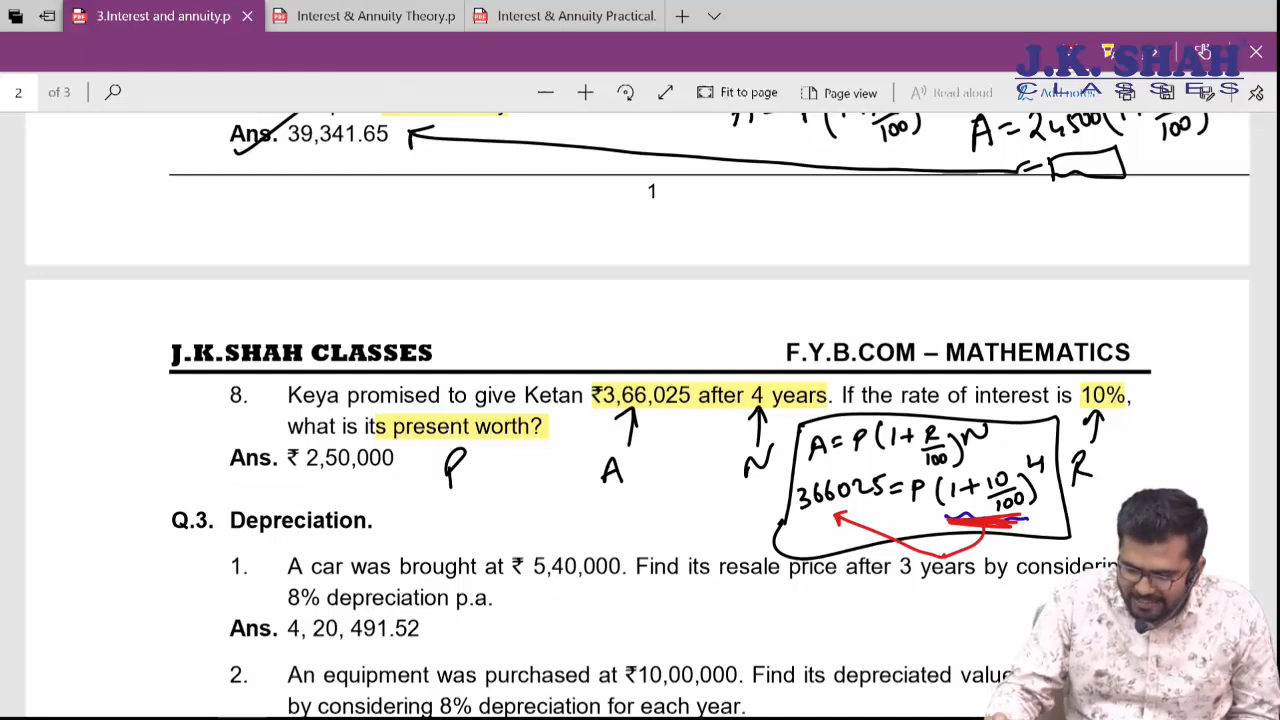 3.Interest and annuity.p
Interest & Annuity Theory.p
Interest & Annuity Practical.
J.K. SHAH
CLASSES
2 of 3
Fit to page
Page view
Read aloud
Ans. 39,341.65
100)
A = 24500(1+
100)
=
1
J.K.SHAH CLASSES
F.Y.B.COM – MATHEMATICS
8. Keya promised to give Ketan ₹3,66,025 after 4 years. If the rate of interest is 10%,
what is its present worth?
Ans. ₹ 2,50,000
P
A
N
R
A = P(1+R/100)^N
366025 = P(1+10/100)^4
Q.3. Depreciation.
1. A car was brought at ₹ 5,40,000. Find its resale price after 3 years by considerin
8% depreciation p.a.
Ans. 4, 20, 491.52
2. An equipment was purchased at ₹10,00,000. Find its depreciated value
by considering 8% depreciation for each year.